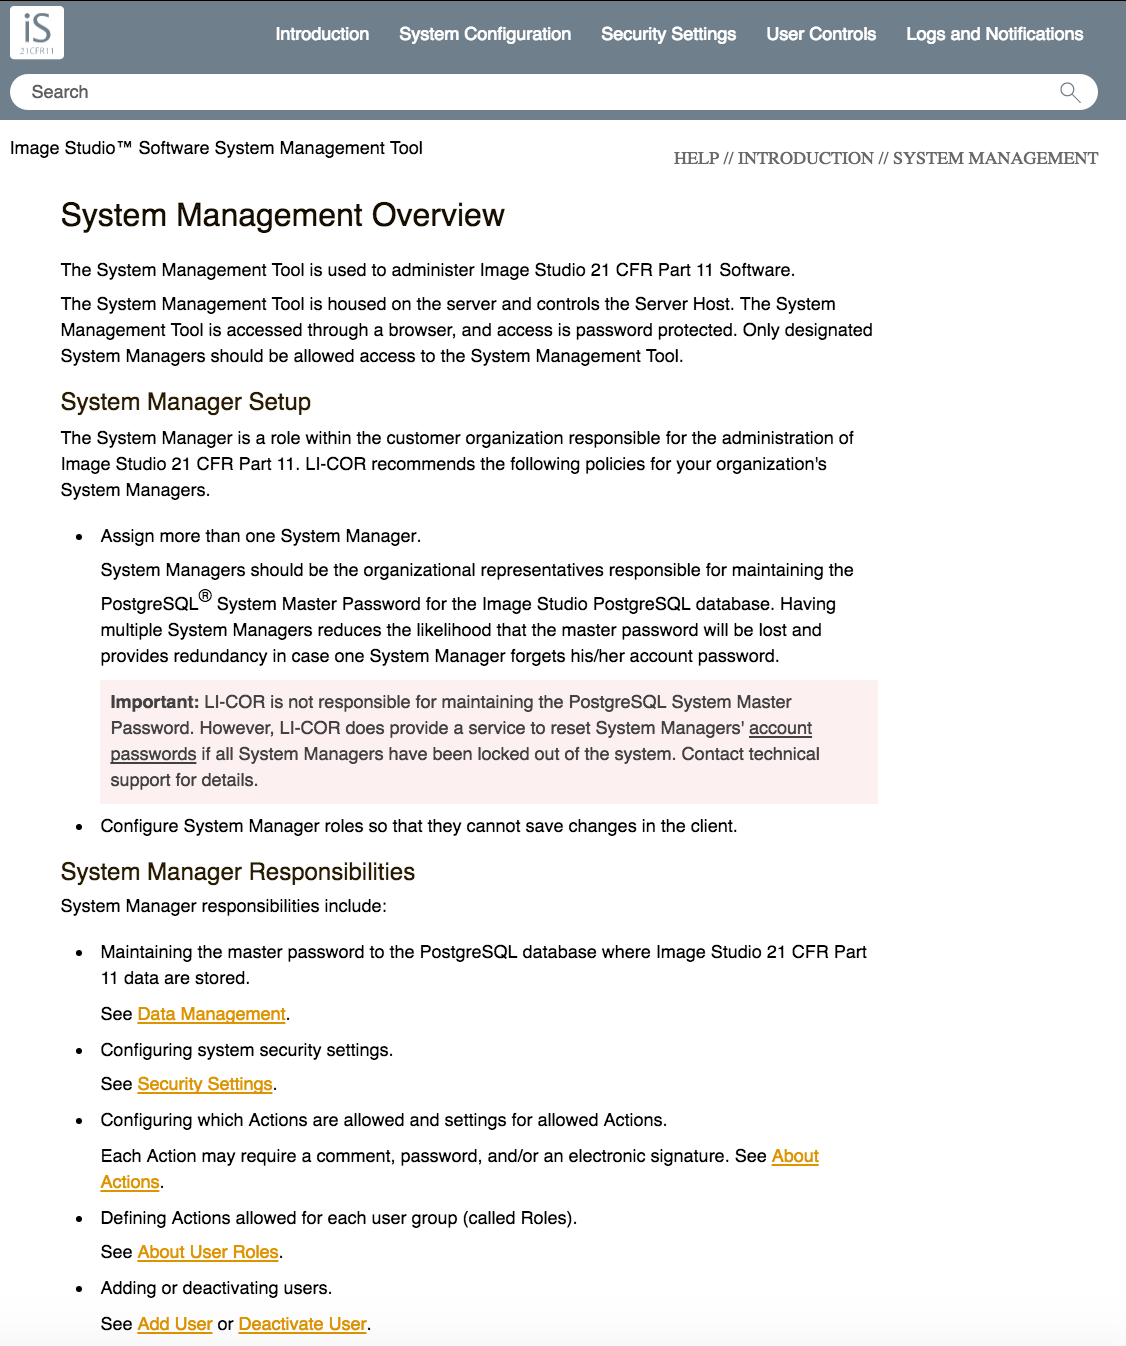 iS
21CFR11
Introduction System Configuration Security Settings User Controls Logs and Notifications
Search
Image Studio™ Software System Management Tool
HELP // INTRODUCTION // SYSTEM MANAGEMENT
System Management Overview
The System Management Tool is used to administer Image Studio 21 CFR Part 11 Software.
The System Management Tool is housed on the server and controls the Server Host. The System
Management Tool is accessed through a browser, and access is password protected. Only designated
System Managers should be allowed access to the System Management Tool.
System Manager Setup
The System Manager is a role within the customer organization responsible for the administration of
Image Studio 21 CFR Part 11. LI-COR recommends the following policies for your organization's
System Managers.
• Assign more than one System Manager.
System Managers should be the organizational representatives responsible for maintaining the
PostgreSQL® System Master Password for the Image Studio PostgreSQL database. Having
multiple System Managers reduces the likelihood that the master password will be lost and
provides redundancy in case one System Manager forgets his/her account password.
Important: LI-COR is not responsible for maintaining the PostgreSQL System Master
Password. However, LI-COR does provide a service to reset System Managers' account
passwords if all System Managers have been locked out of the system. Contact technical
support for details.
• Configure System Manager roles so that they cannot save changes in the client.
System Manager Responsibilities
System Manager responsibilities include:
• Maintaining the master password to the PostgreSQL database where Image Studio 21 CFR Part
11 data are stored.
See Data Management.
• Configuring system security settings.
See Security Settings.
• Configuring which Actions are allowed and settings for allowed Actions.
Each Action may require a comment, password, and/or an electronic signature. See About
Actions.
• Defining Actions allowed for each user group (called Roles).
See About User Roles.
• Adding or deactivating users.
See Add User or Deactivate User.